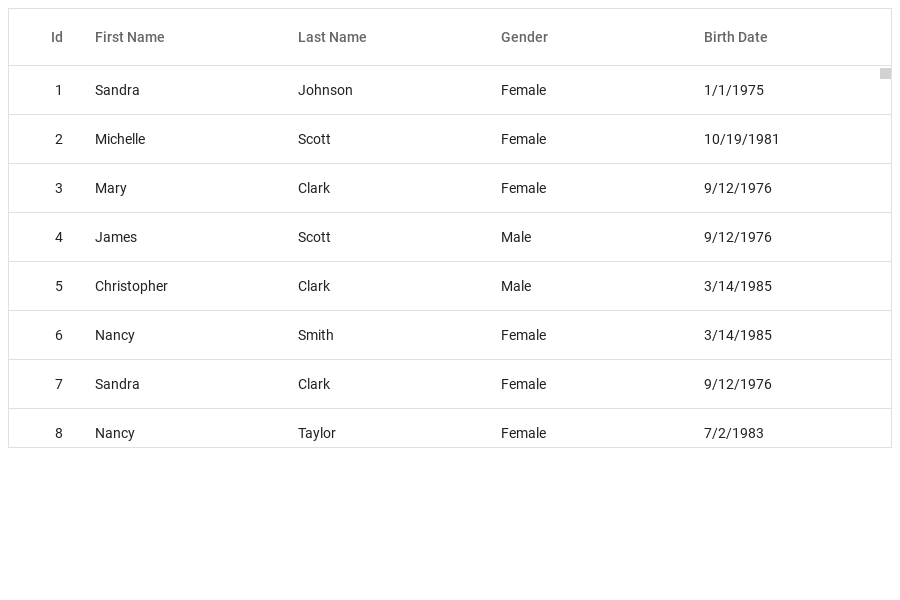 Id First Name Last Name Gender Birth Date
1 Sandra Johnson Female 1/1/1975
2 Michelle Scott Female 10/19/1981
3 Mary Clark Female 9/12/1976
4 James Scott Male 9/12/1976
5 Christopher Clark Male 3/14/1985
6 Nancy Smith Female 3/14/1985
7 Sandra Clark Female 9/12/1976
8 Nancy Taylor Female 7/2/1983